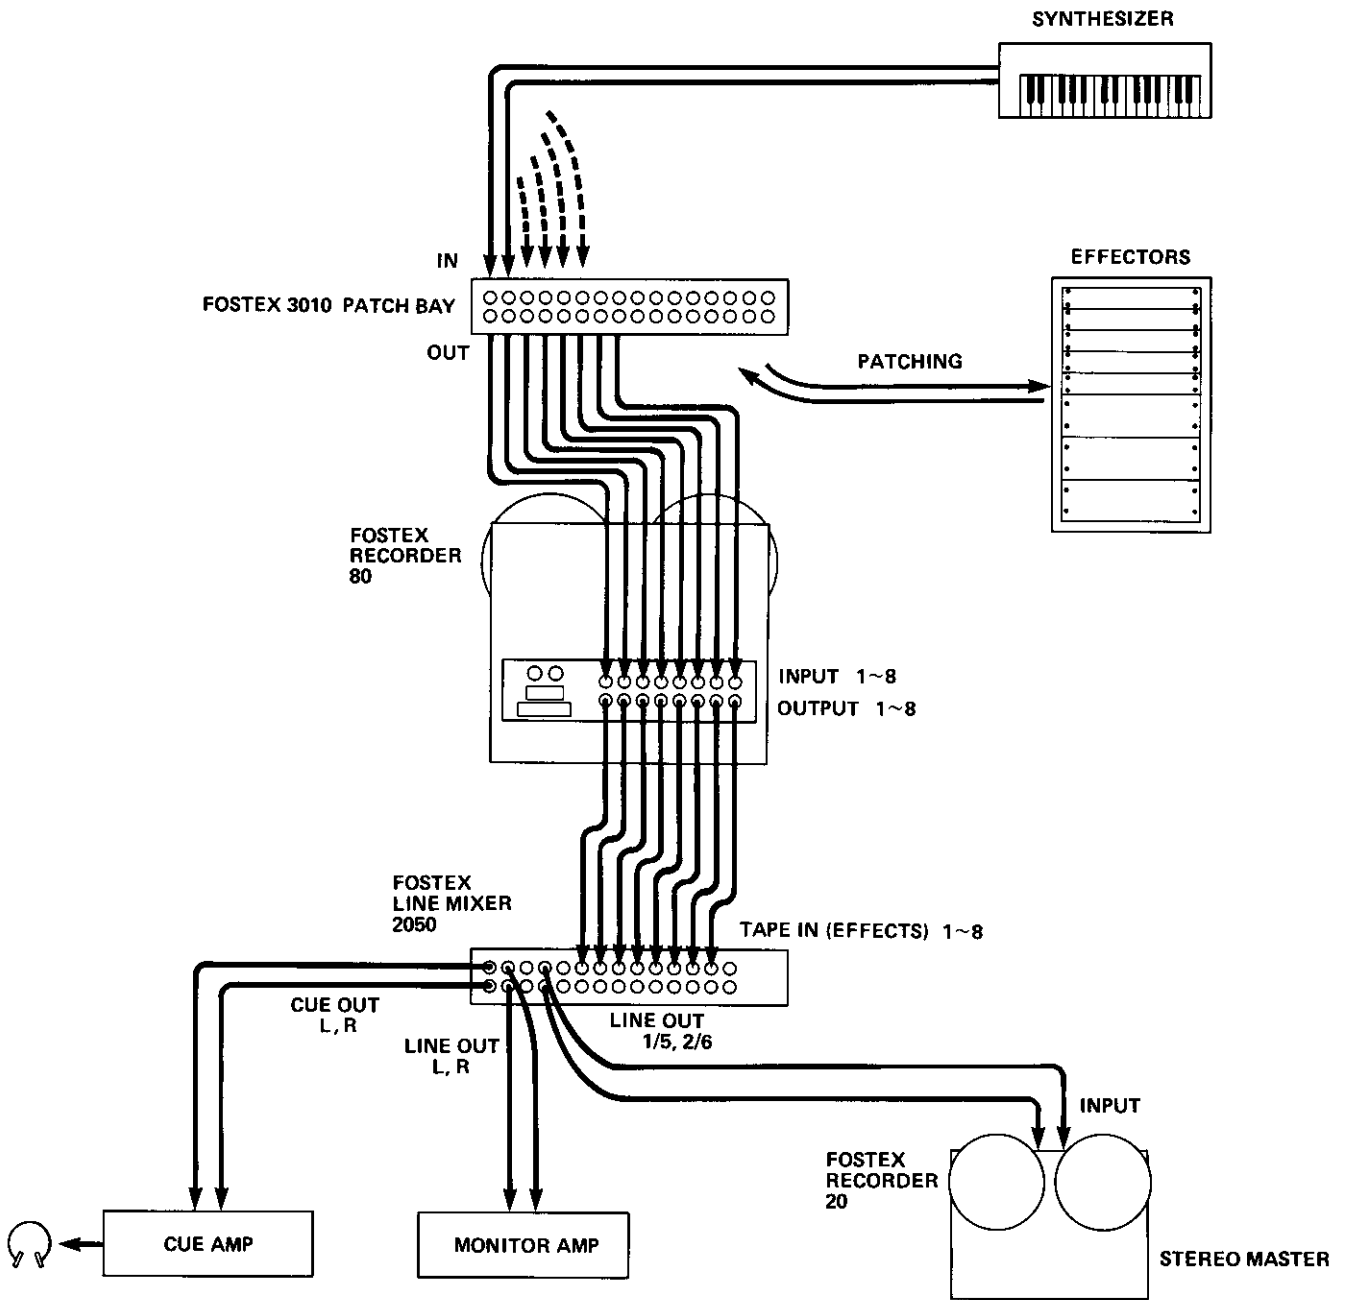 SYNTHESIZER
IN
EFFECTORS
FOSTEX 3010 PATCH BAY
OUT
PATCHING
FOSTEX
RECORDER
80
INPUT 1~8
OUTPUT 1~8
FOSTEX
LINE MIXER
2050
TAPE IN (EFFECTS) 1~8
CUE OUT
L, R
LINE OUT
L, R
LINE OUT
1/5, 2/6
INPUT
FOSTEX
RECORDER
20
CUE AMP
MONITOR AMP
STEREO MASTER